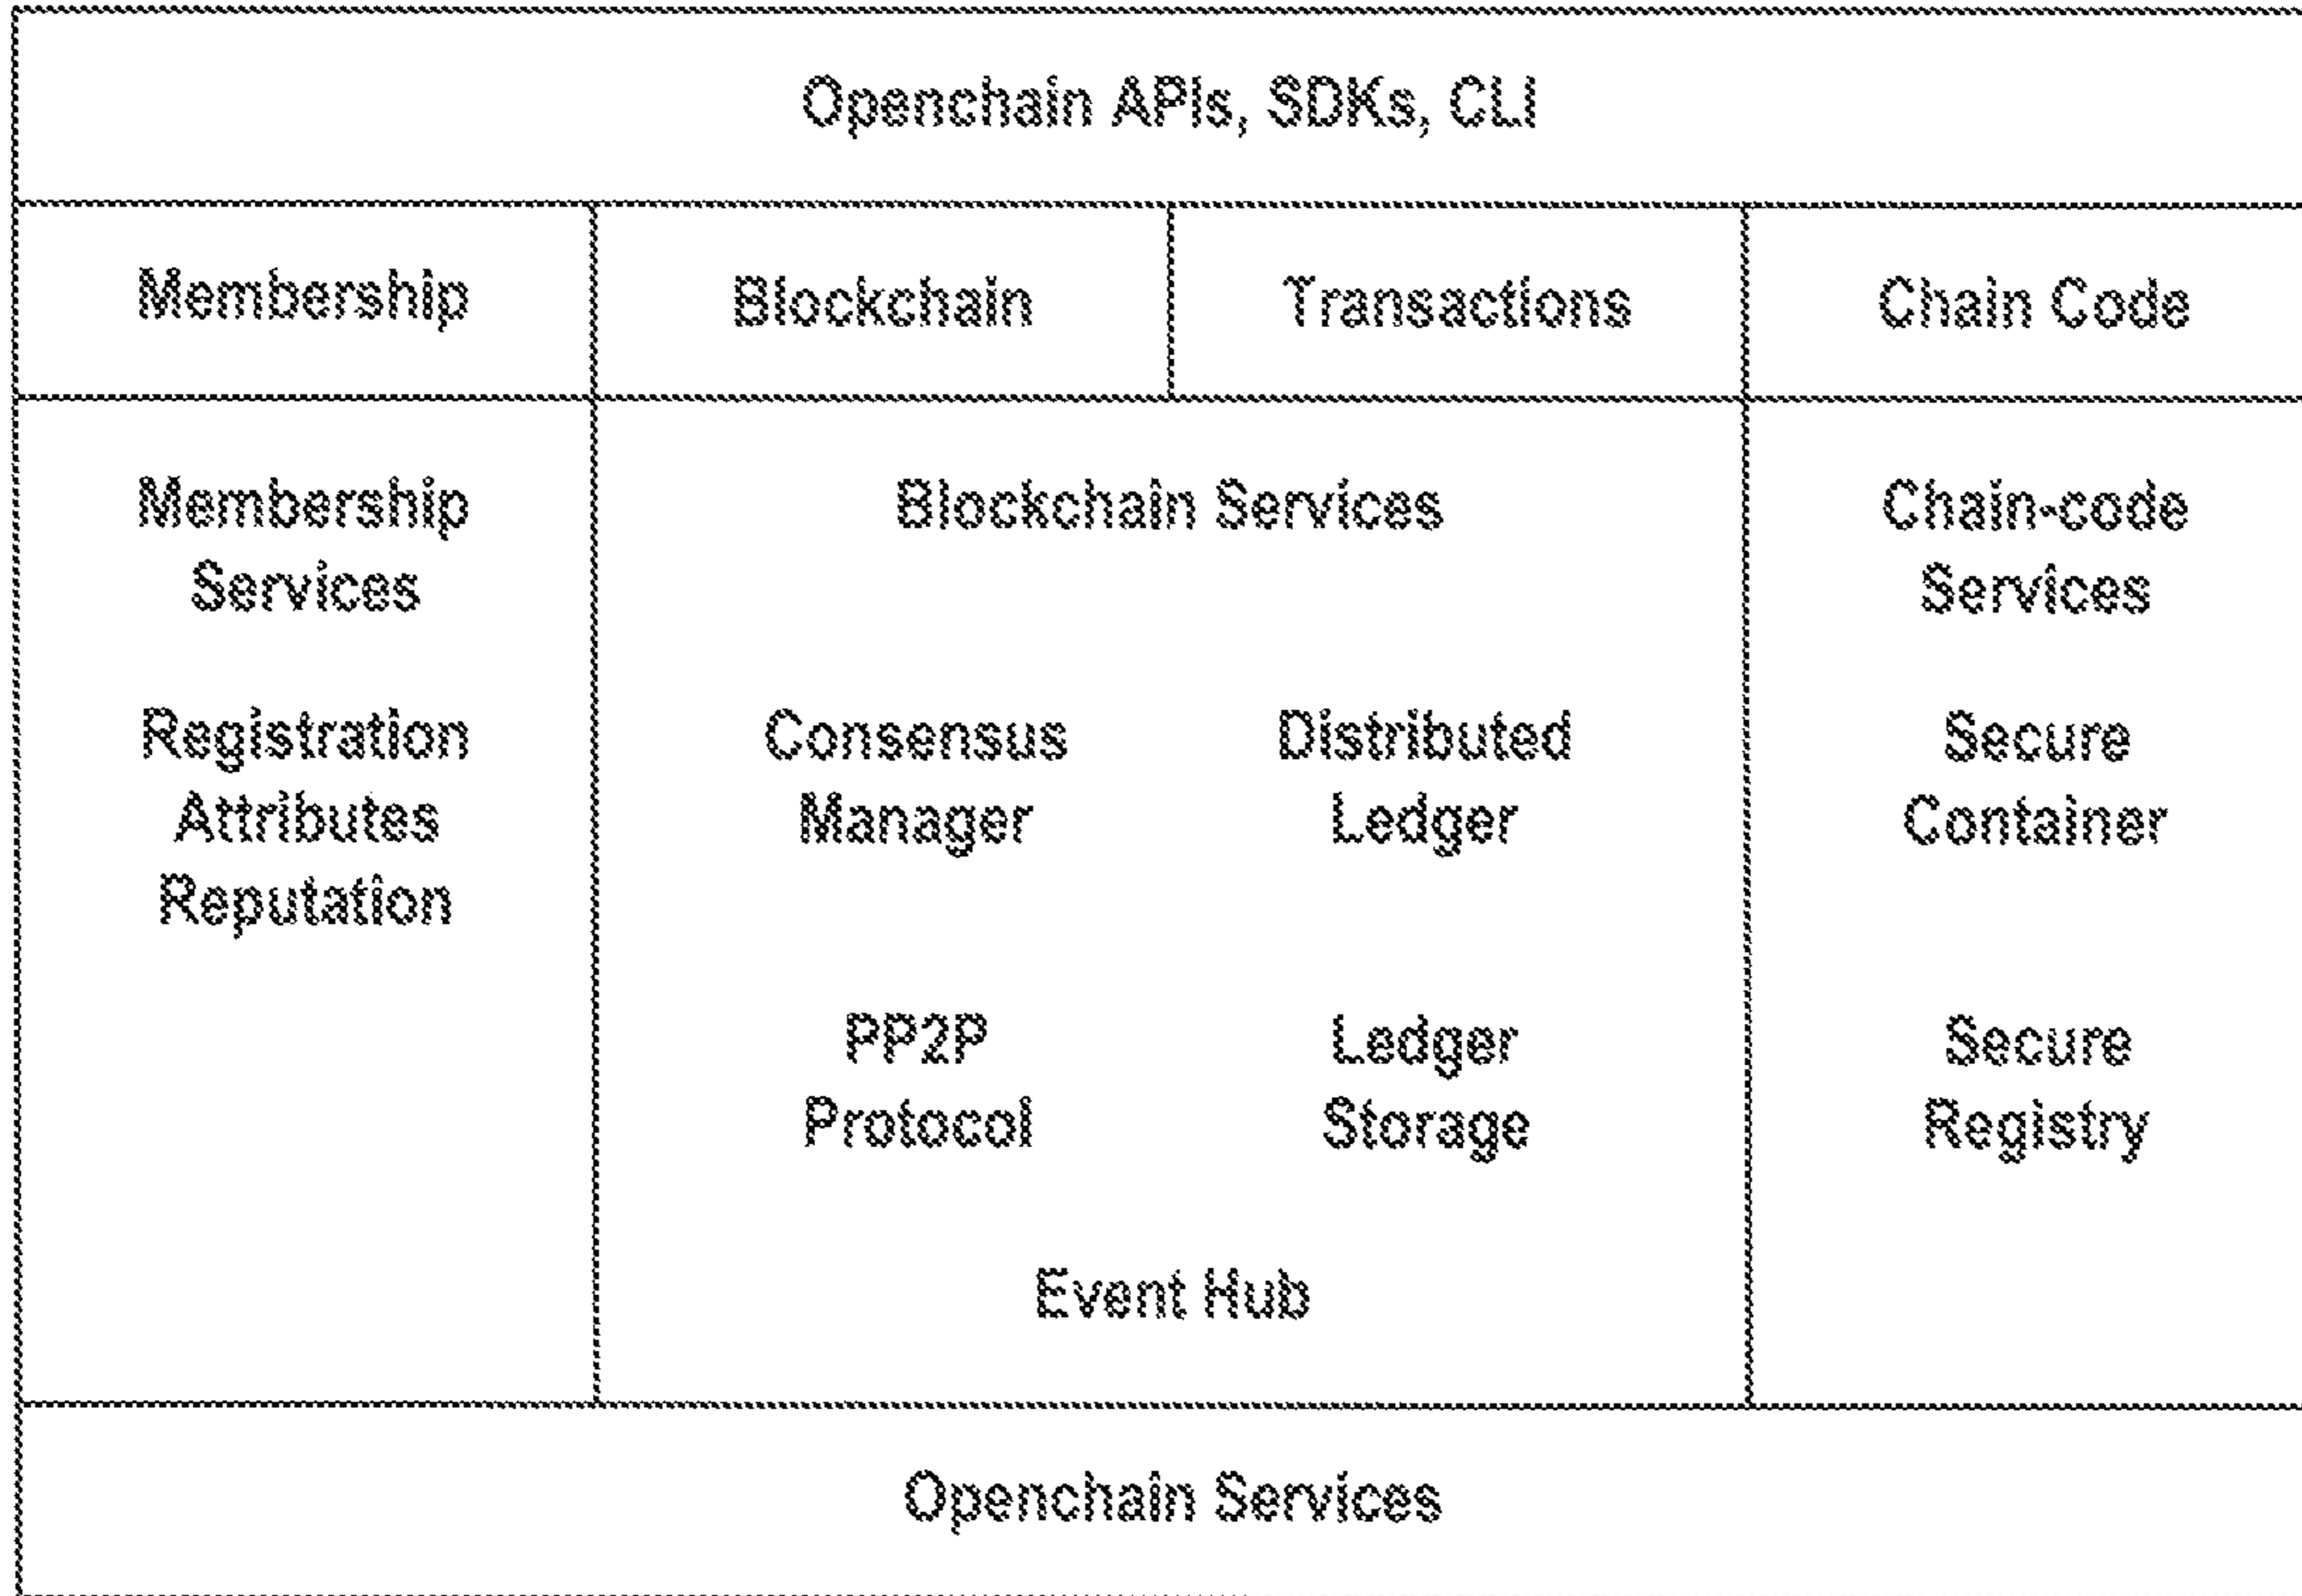 Openchain APIs, SDKs, CLI
Membership
Blockchain
Transactions
Chain Code
Membership
Services
Registration
Attributes
Reputation
Blockchain Services
Consensus
Manager
Distributed
Ledger
PP2P
Protocol
Ledger
Storage
Event Hub
Chain-code
Services
Secure
Container
Secure
Registry
Openchain Services